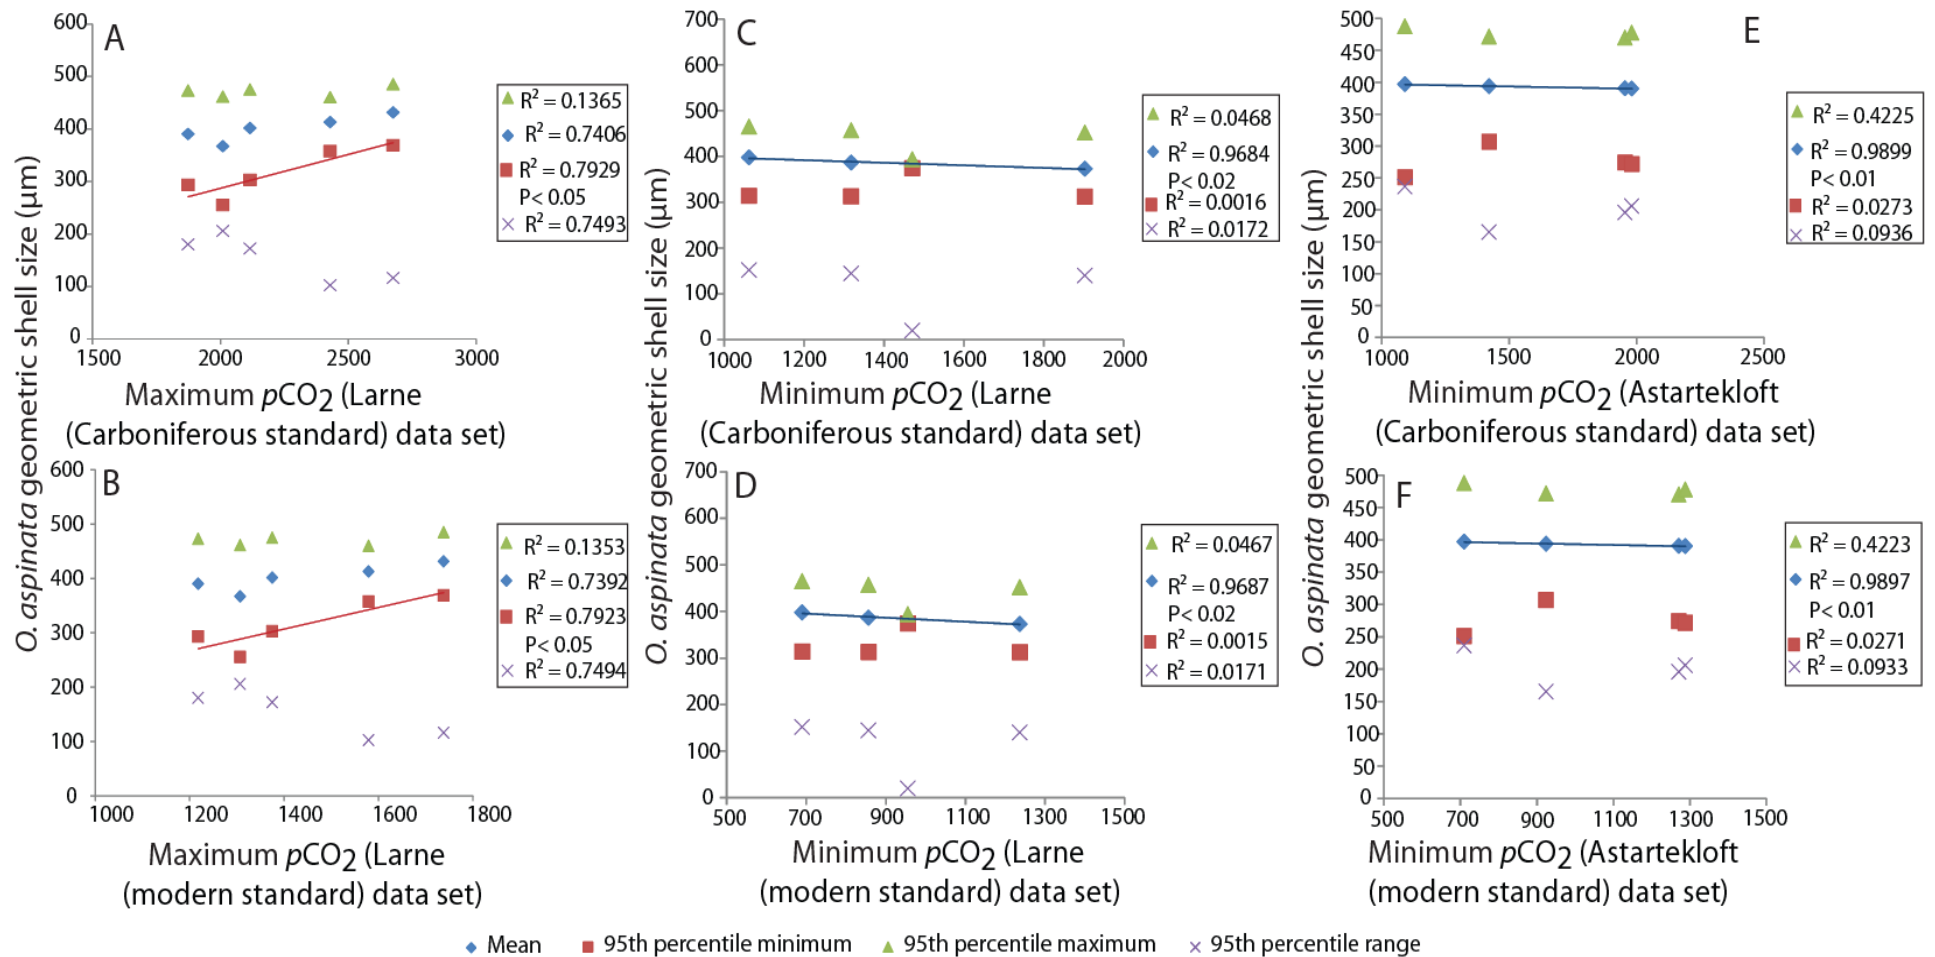 O. aspinata geometric shell size (µm)
A
600
500
400
300
200
100
0
1500
2000
2500
3000
R² = 0.1365
R² = 0.7406
R² = 0.7929
P< 0.05
R² = 0.7493
Maximum pCO2 (Larne
(Carboniferous standard) data set)
B
600
500
400
300
200
100
0
1000
1200
1400
1600
1800
R² = 0.1353
R² = 0.7392
R² = 0.7923
P< 0.05
R² = 0.7494
Maximum pCO2 (Larne
(modern standard) data set)
O. aspinata geometric shell size (µm)
C
700
600
500
400
300
200
100
0
1000
1200
1400
1600
1800
2000
R² = 0.0468
R² = 0.9684
P< 0.02
R² = 0.0016
R² = 0.0172
Minimum pCO2 (Larne
(Carboniferous standard) data set)
D
700
600
500
400
300
200
100
0
500
700
900
1100
1300
1500
R² = 0.0467
R² = 0.9687
P< 0.02
R² = 0.0015
R² = 0.0171
Minimum pCO2 (Larne
(modern standard) data set)
O. aspinata geometric shell size (µm)
E
500
450
400
350
300
250
200
150
100
50
0
1000
1500
2000
2500
R² = 0.4225
R² = 0.9899
P< 0.01
R² = 0.0273
R² = 0.0936
Minimum pCO2 (Astartekloft
(Carboniferous standard) data set)
F
500
450
400
350
300
250
200
150
100
50
0
500
700
900
1100
1300
1500
R² = 0.4223
R² = 0.9897
P< 0.01
R² = 0.0271
R² = 0.0933
Minimum pCO2 (Astartekloft
(modern standard) data set)
Mean
95th percentile minimum
95th percentile maximum
95th percentile range